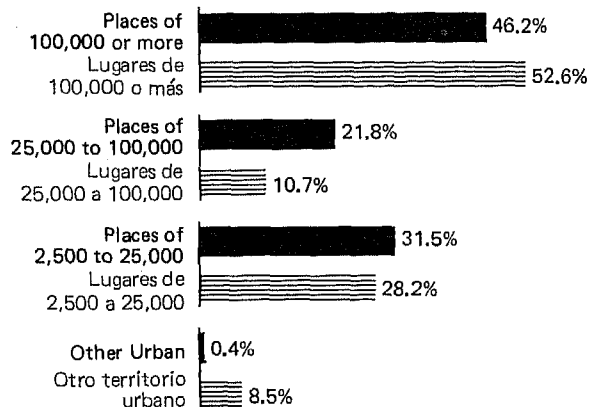 Places of
100,000 or more
46.2%
Lugares de
100,000 o más
52.6%
Places of
25,000 to 100,000
21.8%
Lugares de
25,000 a 100,000
10.7%
Places of
2,500 to 25,000
31.5%
Lugares de
2,500 a 25,000
28.2%
Other Urban
0.4%
Otro territorio
urbano
8.5%